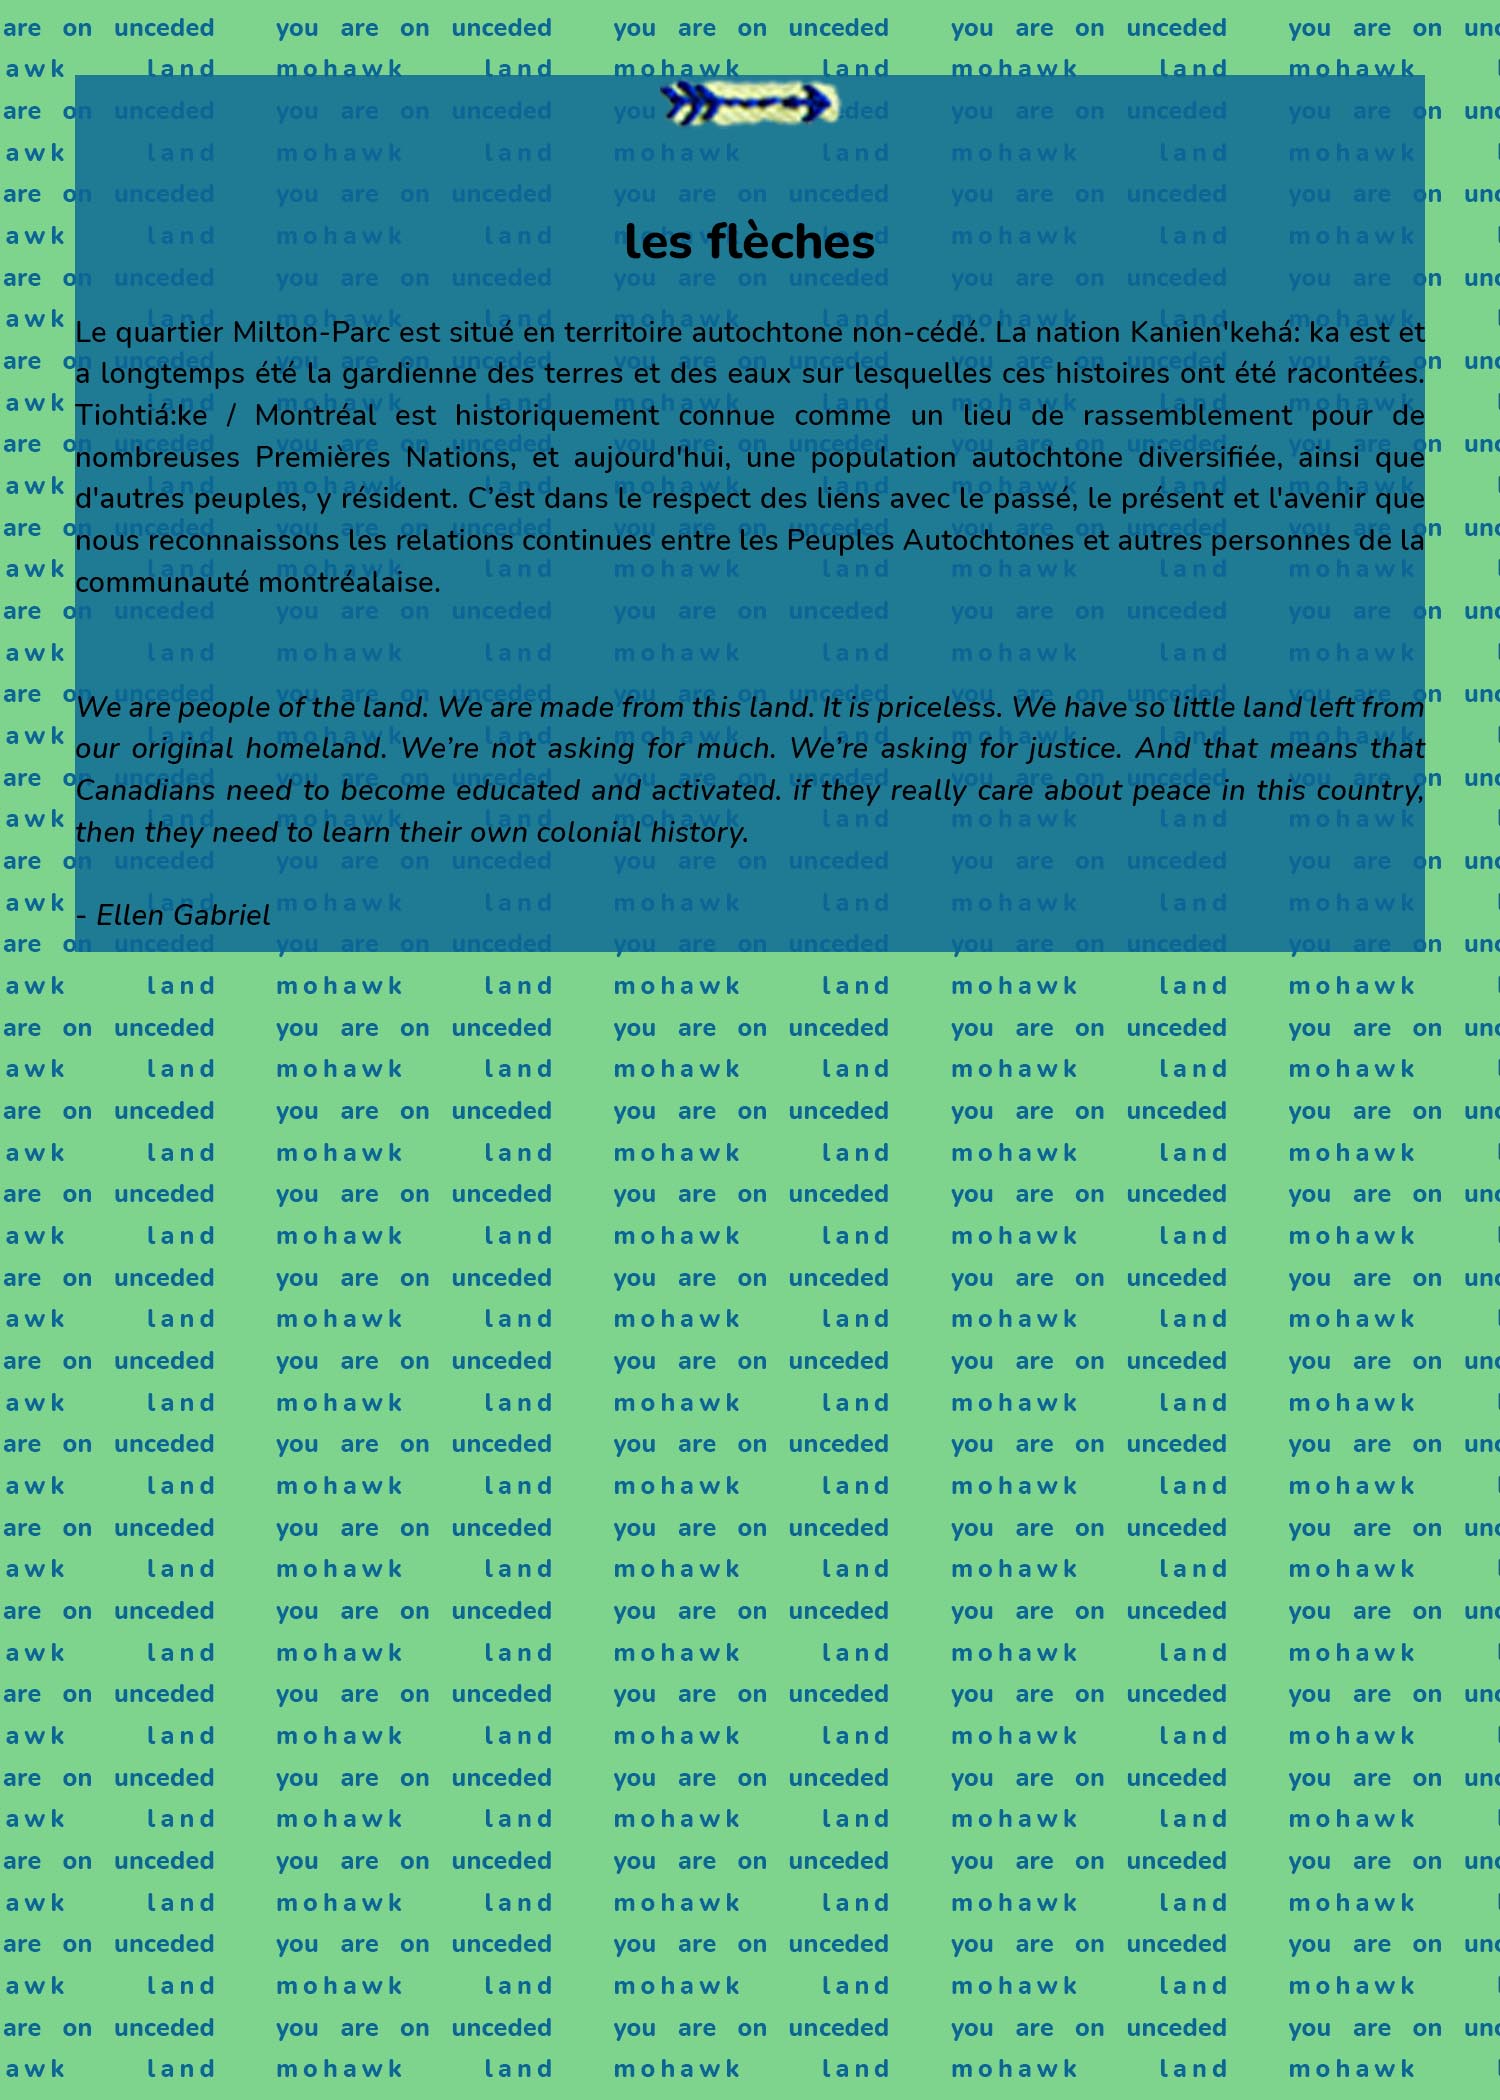 are on unceded you are on unceded you are on unceded you are on unceded you are on
awk land mohawk land mohawk land mohawk land mohawk
les flèches
Le quartier Milton-Parc est situé en territoire autochtone non-cédé. La nation Kanien'kehá: ka est et
a longtemps été la gardienne des terres et des eaux sur lesquelles ces histoires ont été racontées.
Tiohtiá:ke / Montréal est historiquement connue comme un lieu de rassemblement pour de
nombreuses Premières Nations, et aujourd'hui, une population autochtone diversifiée, ainsi que
d'autres peuples, y résident. C’est dans le respect des liens avec le passé, le présent et l'avenir que
nous reconnaissons les relations continues entre les Peuples Autochtones et autres personnes de la
communauté montréalaise.
We are people of the land. We are made from this land. It is priceless. We have so little land left from
our original homeland. We’re not asking for much. We’re asking for justice. And that means that
Canadians need to become educated and activated. if they really care about peace in this country,
then they need to learn their own colonial history.
- Ellen Gabriel
awk land mohawk land mohawk land mohawk land mohawk
are on unceded you are on unceded you are on unceded you are on unceded you are on
awk land mohawk land mohawk land mohawk land mohawk
are on unceded you are on unceded you are on unceded you are on unceded you are on
awk land mohawk land mohawk land mohawk land mohawk
are on unceded you are on unceded you are on unceded you are on unceded you are on
awk land mohawk land mohawk land mohawk land mohawk
are on unceded you are on unceded you are on unceded you are on unceded you are on
awk land mohawk land mohawk land mohawk land mohawk
are on unceded you are on unceded you are on unceded you are on unceded you are on
awk land mohawk land mohawk land mohawk land mohawk
are on unceded you are on unceded you are on unceded you are on unceded you are on
awk land mohawk land mohawk land mohawk land mohawk
are on unceded you are on unceded you are on unceded you are on unceded you are on
awk land mohawk land mohawk land mohawk land mohawk
are on unceded you are on unceded you are on unceded you are on unceded you are on
awk land mohawk land mohawk land mohawk land mohawk
are on unceded you are on unceded you are on unceded you are on unceded you are on
awk land mohawk land mohawk land mohawk land mohawk
are on unceded you are on unceded you are on unceded you are on unceded you are on
awk land mohawk land mohawk land mohawk land mohawk
are on unceded you are on unceded you are on unceded you are on unceded you are on
awk land mohawk land mohawk land mohawk land mohawk
are on unceded you are on unceded you are on unceded you are on unceded you are on
awk land mohawk land mohawk land mohawk land mohawk
are on unceded you are on unceded you are on unceded you are on unceded you are on
awk land mohawk land mohawk land mohawk land mohawk